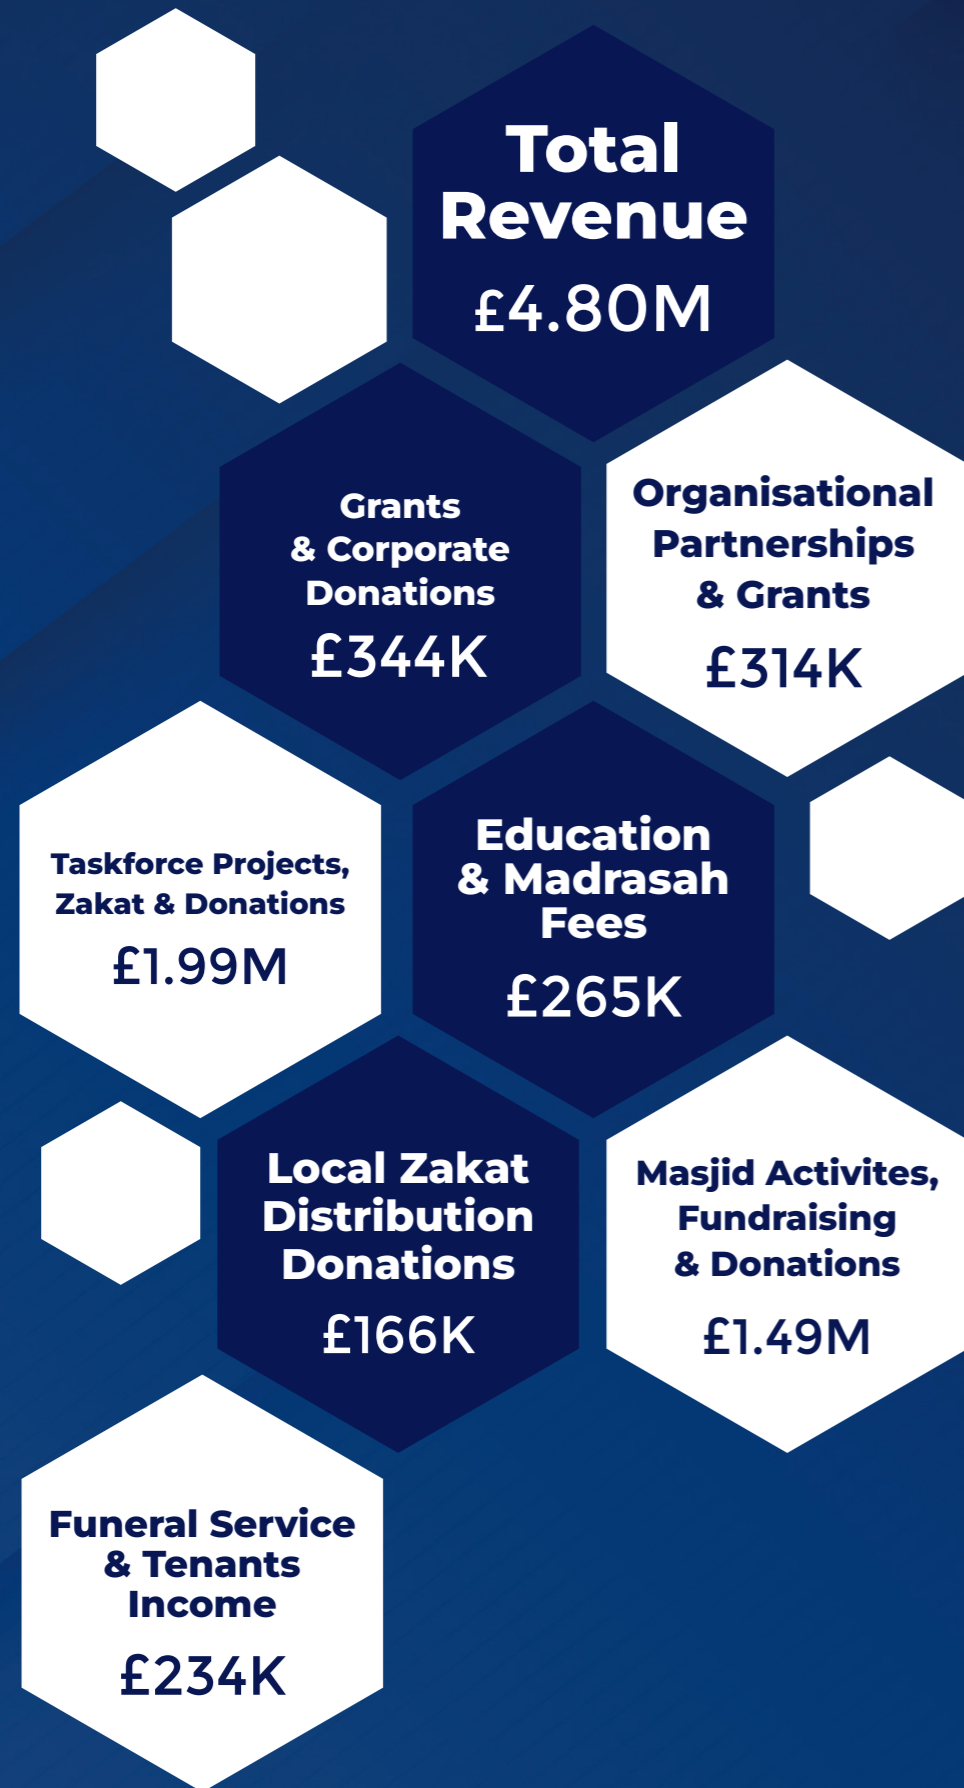 Total
Revenue
£4.80M
Grants
& Corporate
Donations
£344K
Organisational
Partnerships
& Grants
£314K
Taskforce Projects,
Zakat & Donations
£1.99M
Education
& Madrasah
Fees
£265K
Local Zakat
Distribution
Donations
£166K
Masjid Activites,
Fundraising
& Donations
£1.49M
Funeral Service
& Tenants
Income
£234K